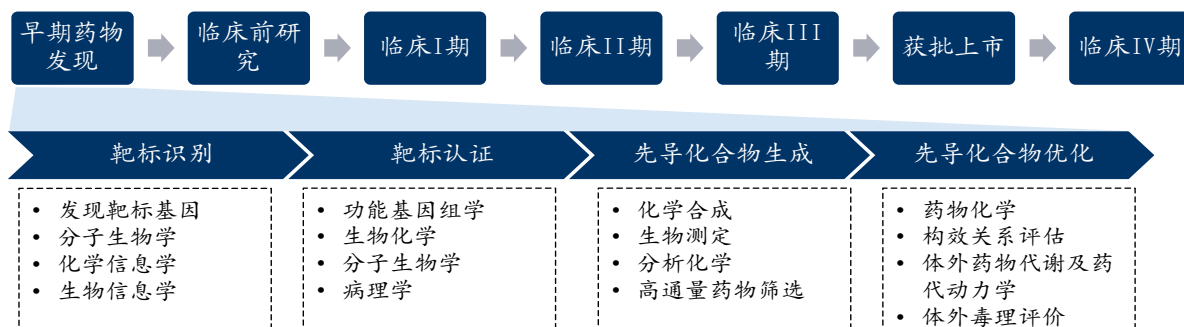 早期药物
发现
临床前研
究
临床I期
临床II期
临床III
期
获批上市
临床IV期
靶标识别
靶标认证
先导化合物生成
先导化合物优化
• 发现靶标基因
• 分子生物学
• 化学信息学
• 生物信息学
• 功能基因组学
• 生物化学
• 分子生物学
• 病理学
• 化学合成
• 生物测定
• 分析化学
• 高通量药物筛选
• 药物化学
• 构效关系评估
• 体外药物代谢及药
代动力学
• 体外毒理评价